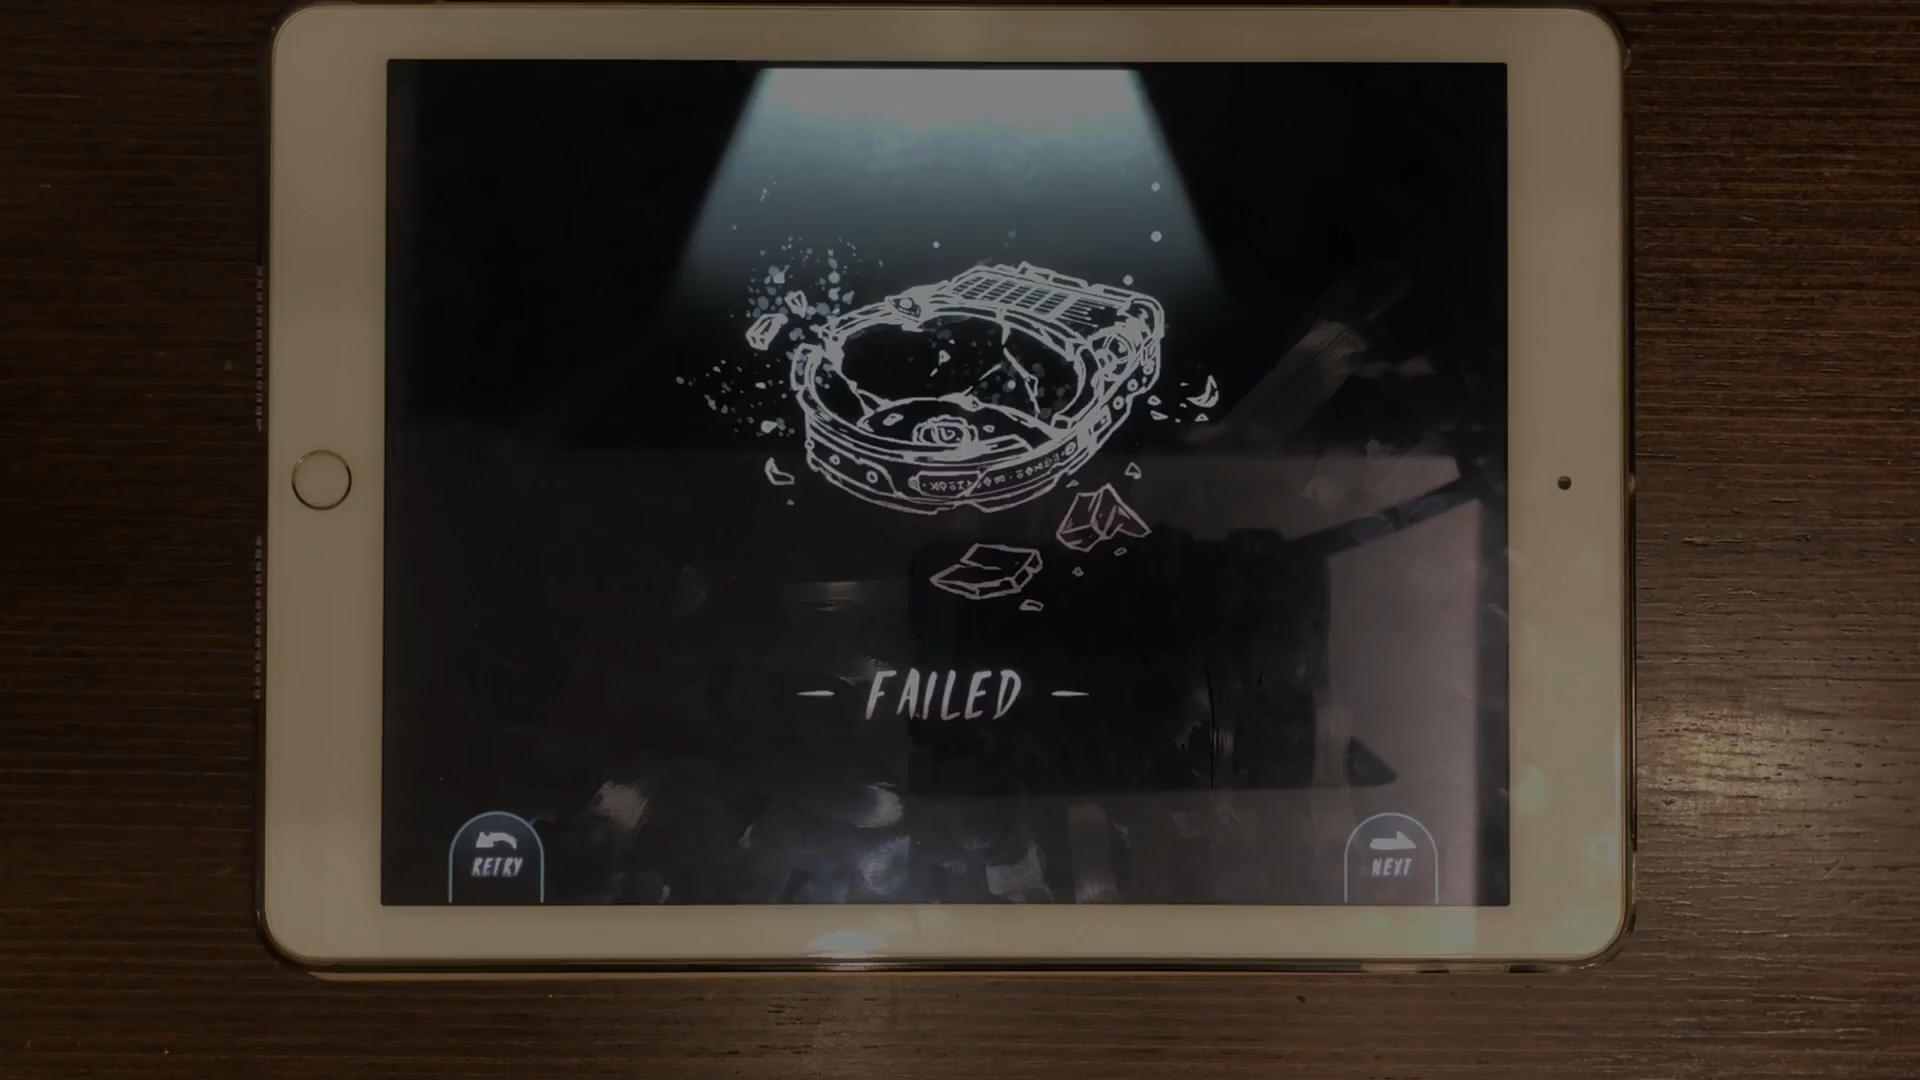 – FAILED –
RETRY
NEXT